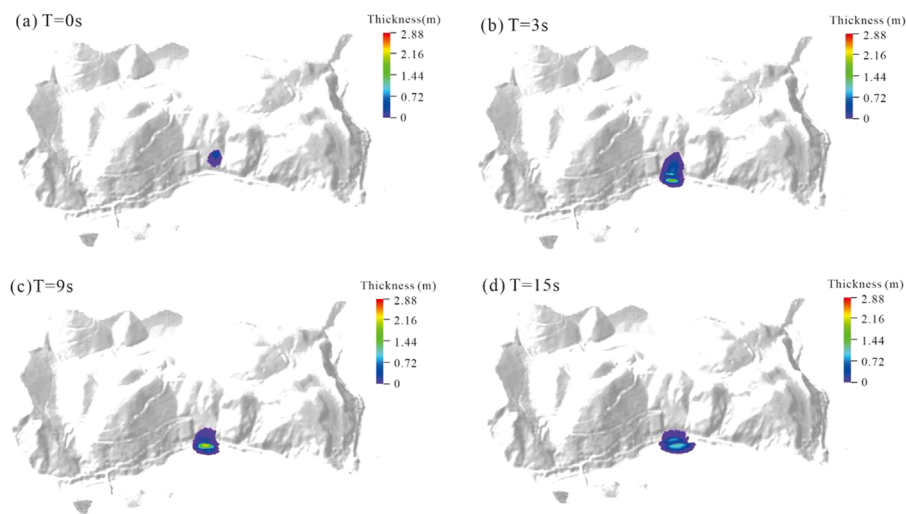 (a) T=0s
Thickness(m)
2.88
2.16
1.44
0.72
0
(b) T=3s
Thickness (m)
2.88
2.16
1.44
0.72
0
(c)T=9s
Thickness (m)
2.88
2.16
1.44
0.72
0
(d) T=15s
Thickness (m)
2.88
2.16
1.44
0.72
0